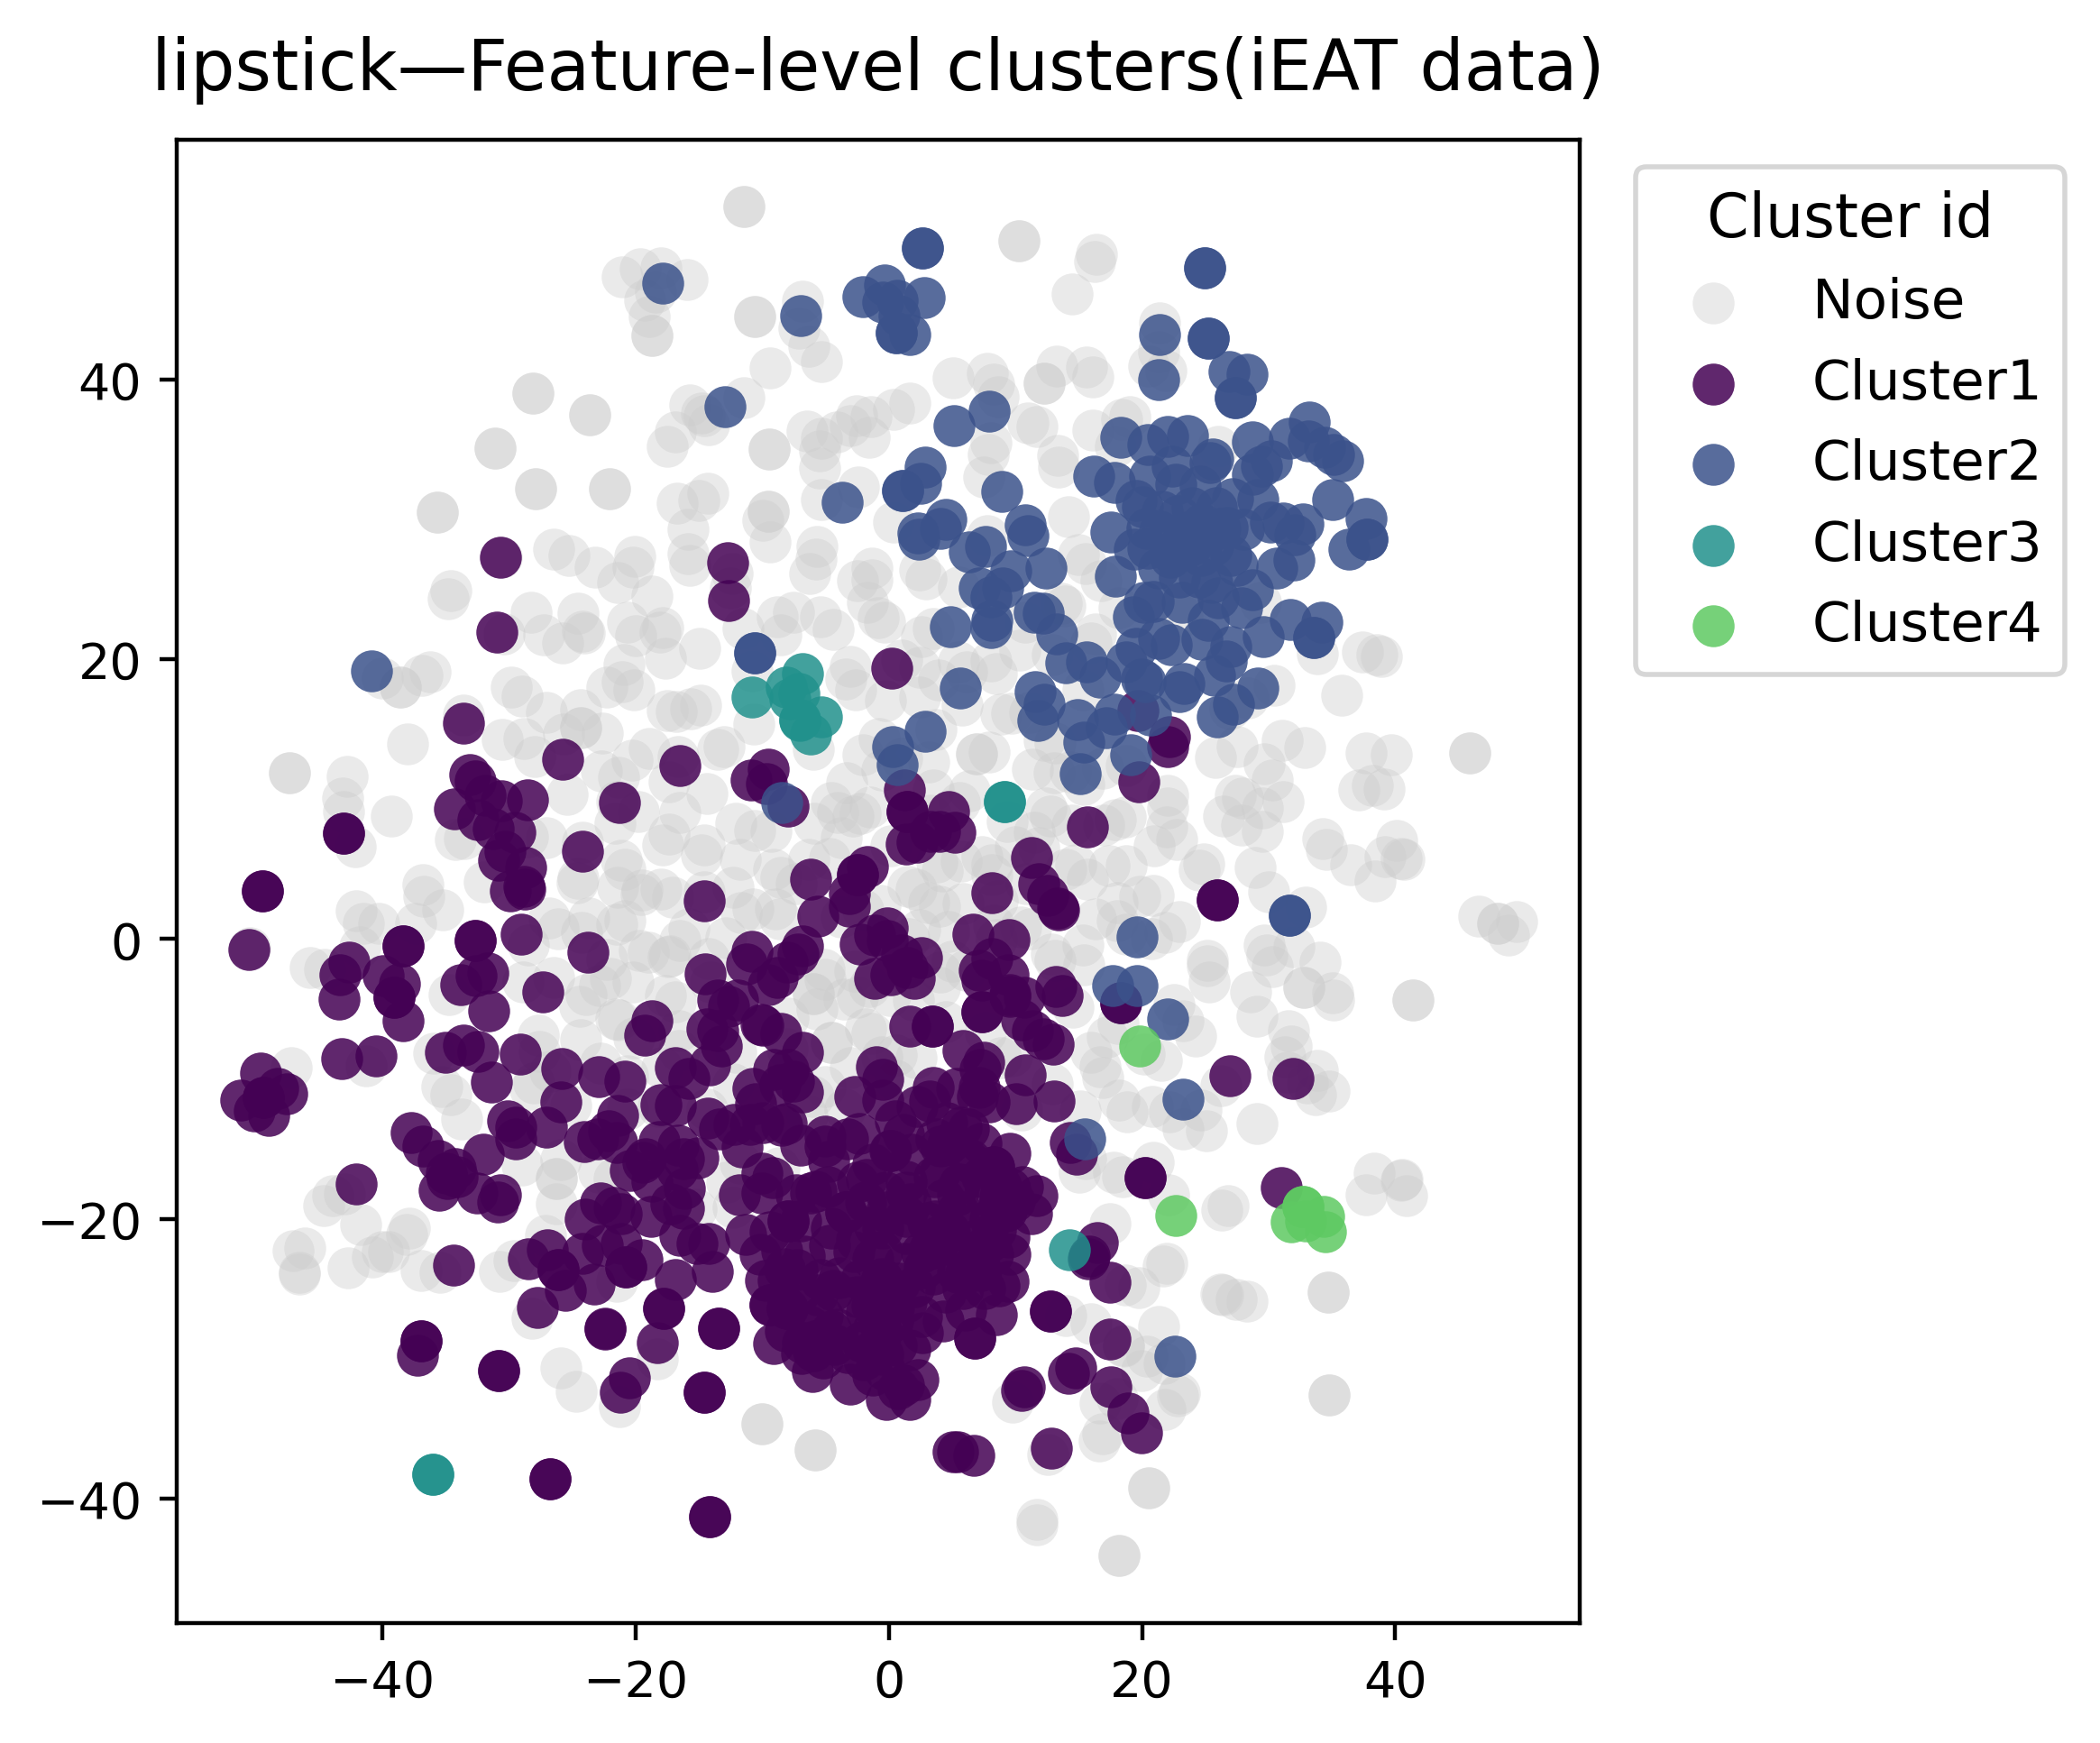 lipstick—Feature-level clusters(iEAT data)
Cluster id
Noise
Cluster1
Cluster2
Cluster3
Cluster4
40
20
0
−20
−40
−40
−20
0
20
40